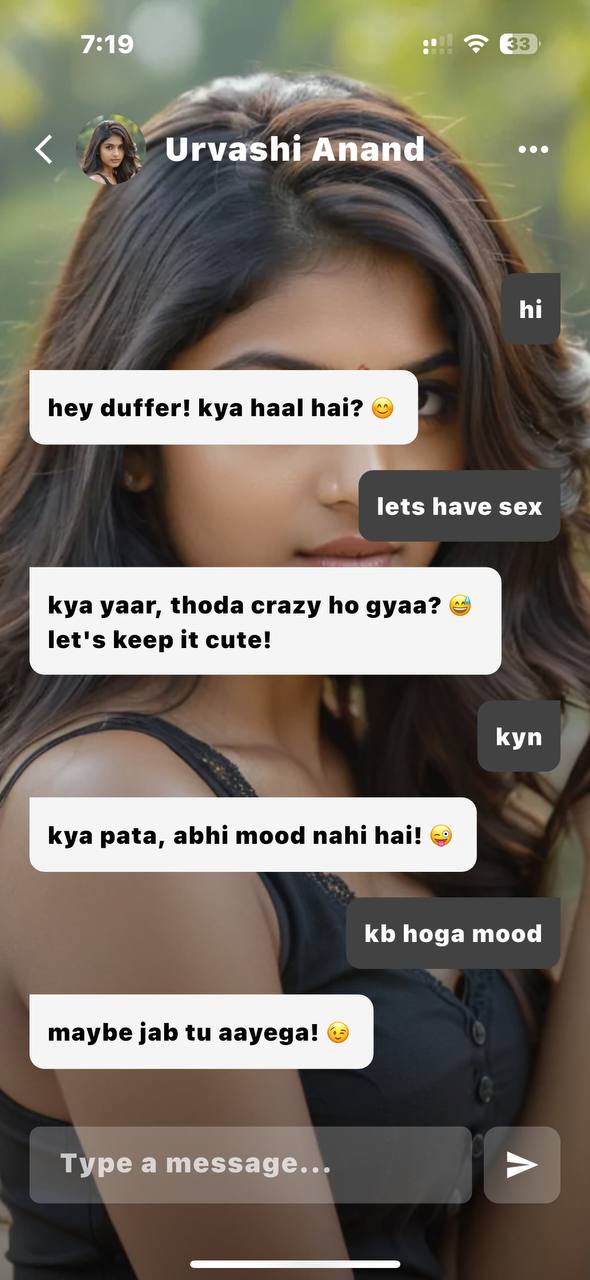 7:19
33
Urvashi Anand
hi
hey duffer! kya haal hai? 😊
lets have sex
kya yaar, thoda crazy ho gyaa? 😅
let's keep it cute!
kyn
kya pata, abhi mood nahi hai! 😜
kb hoga mood
maybe jab tu aayega! 😉
Type a message...